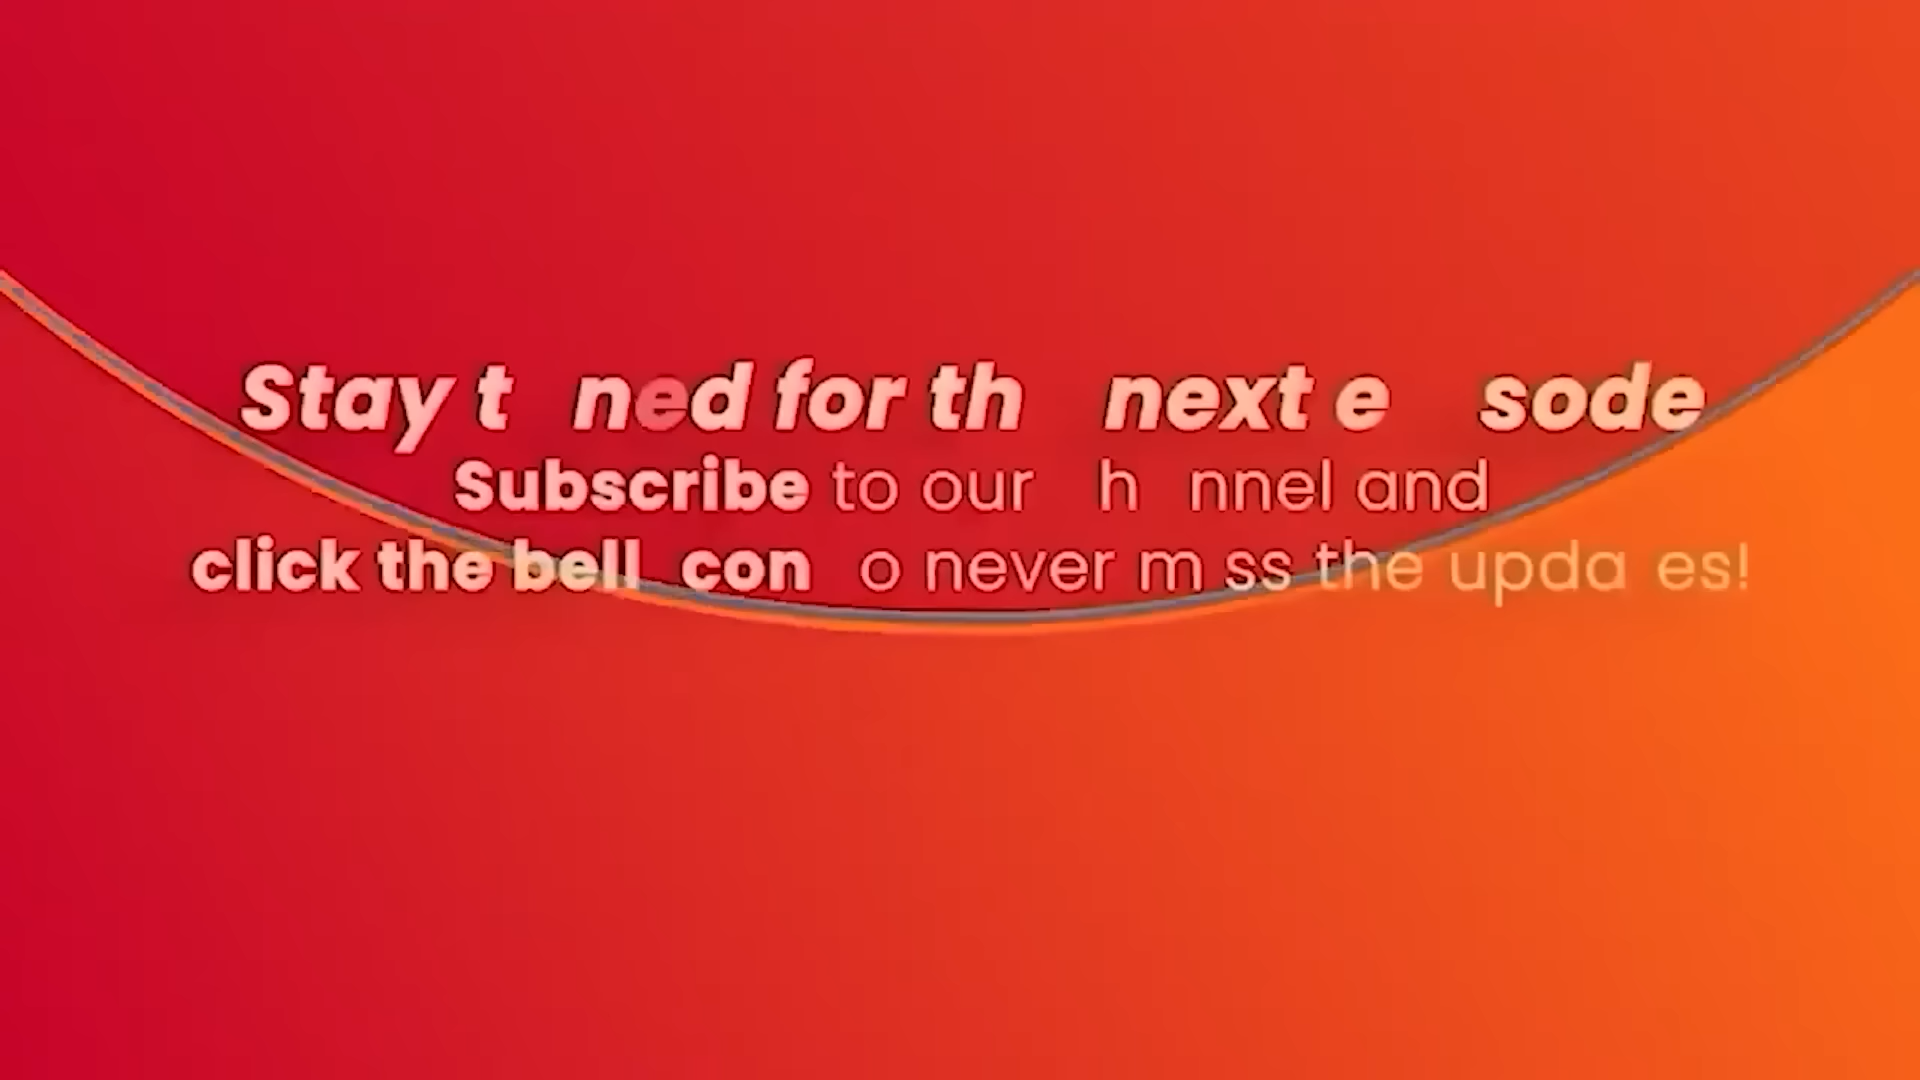 Stay t ned for th next e sode
Subscribe to our h nnel and
click the bell con o never m ss the upda es!